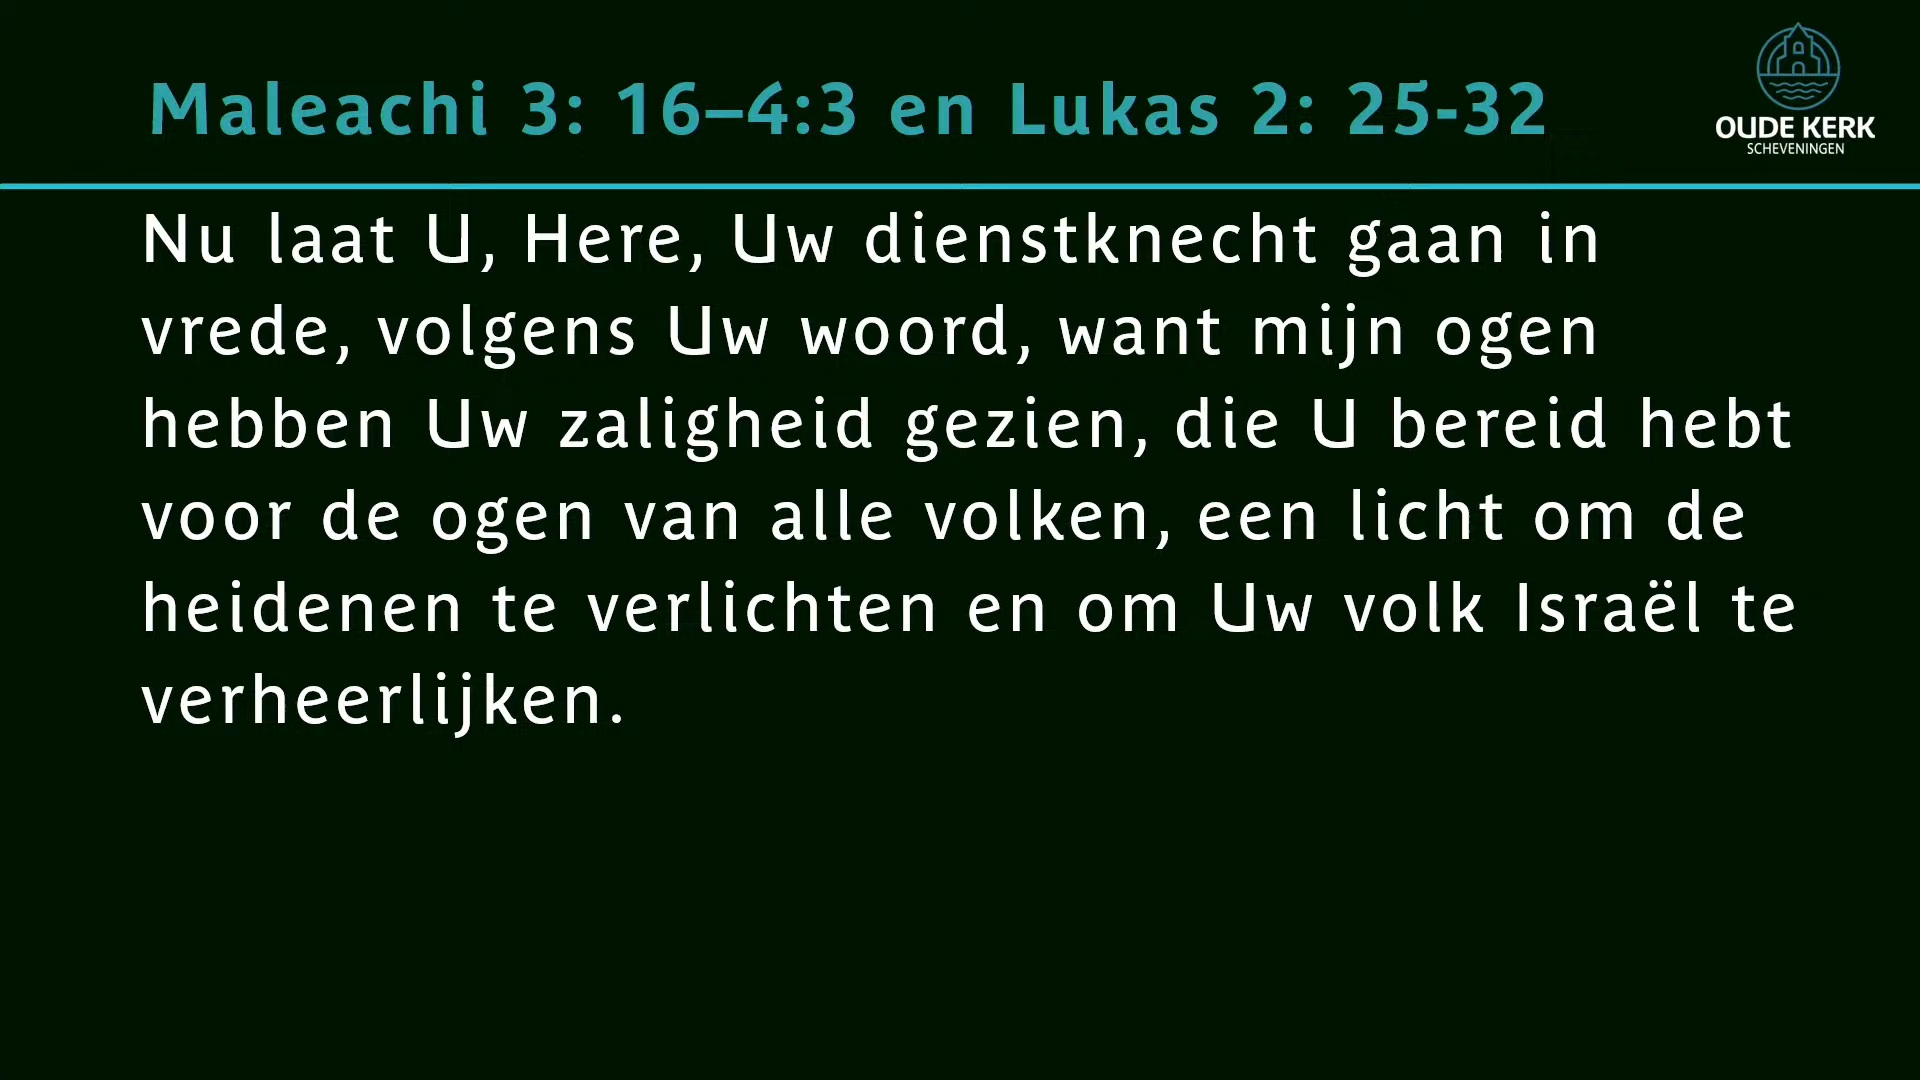 Maleachi 3: 16–4:3 en Lukas 2: 25-32
OUDE KERK
SCHEVENINGEN
Nu laat U, Here, Uw dienstknecht gaan in
vrede, volgens Uw woord, want mijn ogen
hebben Uw zaligheid gezien, die U bereid hebt
voor de ogen van alle volken, een licht om de
heidenen te verlichten en om Uw volk Israël te
verheerlijken.